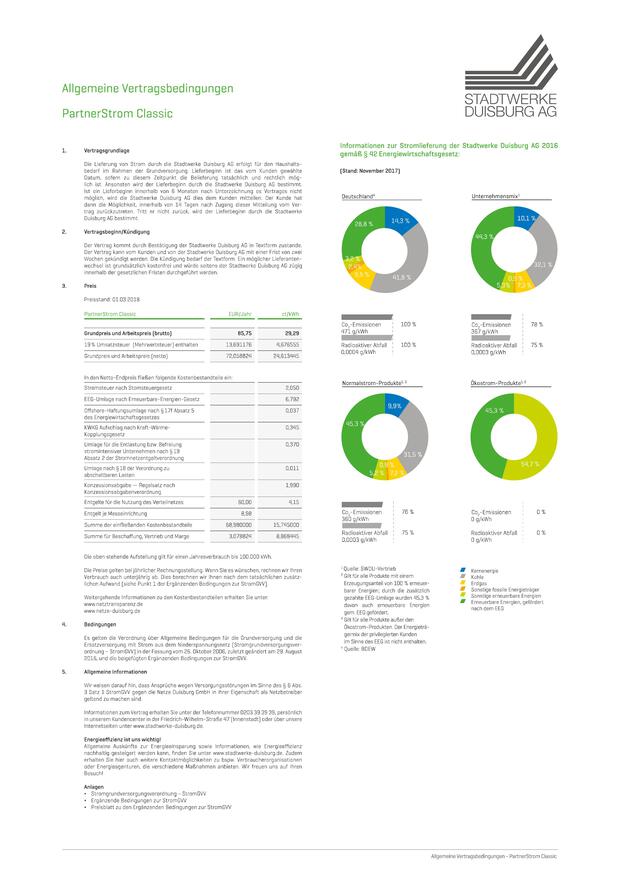 Allgemeine Vertragsbedingungen
PartnerStrom Classic
STADTWERKE
DUISBURG AG
1. Vertragsgrundlage
Die Lieferung von Strom durch die Stadtwerke Duisburg AG erfolgt für den Haushalts-
bedarf im Rahmen der Grundversorgung. Lieferbeginn ist das vom Kunden gewählte
Datum, sofern zu diesem Zeitpunkt die Belieferung tatsächlich und rechtlich mög-
lich ist. Ansonsten wird der Lieferbeginn durch die Stadtwerke Duisburg AG bestimmt.
Ist ein Lieferbeginn innerhalb von 6 Monaten nach Unterzeichnung des Vertrags nicht
möglich, wird die Stadtwerke Duisburg AG dies dem Kunden mitteilen. Der Kunde hat
dann die Möglichkeit, innerhalb von 14 Tagen nach Zugang dieser Mitteilung vom Ver-
trag zurückzutreten. Tritt er nicht zurück, wird der Lieferbeginn durch die Stadtwerke
Duisburg AG bestimmt.
2. Vertragsbeginn/Kündigung
Der Vertrag kommt durch Bestätigung der Stadtwerke Duisburg AG in Textform zustande.
Der Vertrag kann vom Kunden und von der Stadtwerke Duisburg AG mit einer Frist von zwei
Wochen gekündigt werden. Die Kündigung bedarf der Textform. Ein möglicher Lieferanten-
wechsel ist grundsätzlich kostenfrei und würde seitens der Stadtwerke Duisburg AG zügig
innerhalb der gesetzlichen Fristen durchgeführt werden.
3. Preis
Preisstand: 01.03.2018
PartnerStrom Classic EUR/Jahr ct/kWh
Grundpreis und Arbeitspreis (brutto) 85,75 29,29
19 % Umsatzsteuer (Mehrwertsteuer) enthalten 13,691176 4,676555
Grundpreis und Arbeitspreis (netto) 72,058824 24,613445
In den Netto-Endpreis fließen folgende Kostenbestandteile ein:
Stromsteuer nach Stromsteuergesetz 2,050
EEG-Umlage nach Erneuerbare-Energien-Gesetz 6,792
Offshore-Haftungsumlage nach §17f Absatz 5
des Energiewirtschaftsgesetzes 0,037
KWKG Aufschlag nach Kraft-Wärme-
Kopplungsgesetz 0,345
Umlage für die Entlastung bzw. Befreiung
stromintensiver Unternehmen nach § 19
Absatz 2 der Stromnetzentgeltverordnung 0,370
Umlage nach § 18 der Verordnung zu
abschaltbaren Lasten 0,011
Konzessionsabgabe – Regelsatz nach
Konzessionsabgabenverordnung 1,990
Entgelte für die Nutzung des Verteilnetzes 60,00 4,15
Entgelt je Messeinrichtung 8,98
Summe der einfließenden Kostenbestandteile 68,980000 15,745000
Summe für Beschaffung, Vertrieb und Marge 3,078824 8,868445
Die oben stehende Aufstellung gilt für einen Jahresverbrauch bis 100.000 kWh.
Die Preise gelten bei jährlicher Rechnungsstellung. Wenn Sie es wünschen, rechnen wir Ihren
Verbrauch auch unterjährig ab. Dies berechnen wir Ihnen nach dem tatsächlichen zusätz-
lichen Aufwand (siehe Punkt 1 der Ergänzenden Bedingungen zur StromGVV).
Weitergehende Informationen zu den Kostenbestandteilen erhalten Sie unter:
www.netztransparenz.de
www.netze-duisburg.de
4. Bedingungen
Es gelten die Verordnung über Allgemeine Bedingungen für die Grundversorgung und die
Ersatzversorgung mit Strom aus dem Niederspannungsnetz (Stromgrundversorgungsver-
ordnung – StromGVV) in der Fassung vom 26. Oktober 2006, zuletzt geändert am 29. August
2016, und die beigefügten Ergänzenden Bedingungen zur StromGVV.
5. Allgemeine Informationen
Wir weisen darauf hin, dass Ansprüche wegen Versorgungsstörungen im Sinne des § 6 Abs.
3 Satz 1 StromGVV gegen die Netze Duisburg GmbH in ihrer Eigenschaft als Netzbetreiber
geltend zu machen sind.
Informationen zum Vertrag erhalten Sie unter der Telefonnummer 0203 39 39 39, persönlich
in unserem Kundencenter in der Friedrich-Wilhelm-Straße 47 (Innenstadt) oder über unsere
Internetseiten unter www.stadtwerke-duisburg.de.
Energieeffizienz ist uns wichtig!
Allgemeine Auskünfte zur Energieeinsparung sowie Informationen, wie Energieeffizienz
nachhaltig gesteigert werden kann, finden Sie unter www.stadtwerke-duisburg.de. Zudem
erhalten Sie hier auch weitere Kontaktmöglichkeiten zu bspw. Verbraucherorganisationen
oder Energieagenturen, die verschiedene Maßnahmen anbieten. Wir freuen uns auf Ihren
Besuch!
Anlagen
• Stromgrundversorgungsverordnung – StromGVV
• Ergänzende Bedingungen zur StromGVV
• Preisblatt zu den Ergänzenden Bedingungen zur StromGVV
Informationen zur Stromlieferung der Stadtwerke Duisburg AG 2016
gemäß § 42 Energiewirtschaftsgesetz:
(Stand: November 2017)
Deutschland⁴
14,3 %
28,8 %
3,2 %
41,8 %
CO₂-Emissionen 100 %
471 g/kWh
Radioaktiver Abfall 100 %
0,0004 g/kWh
Unternehmensmix¹
10,1 %
44,3 %
32,1 %
CO₂-Emissionen 78 %
367 g/kWh
Radioaktiver Abfall 75 %
0,0003 g/kWh
Normalstrom-Produkte¹˒³
9,9%
45,3 %
31,5 %
CO₂-Emissionen 76 %
360 g/kWh
Radioaktiver Abfall 75 %
0,0003 g/kWh
Ökostrom-Produkte¹˒²
45,3 %
54,7 %
CO₂-Emissionen 0 %
0 g/kWh
Radioaktiver Abfall 0 %
0 g/kWh
¹ Quelle: SWDU-Vertrieb
² Gilt für alle Produkte mit einem
Erzeugungsanteil von 100 % erneuer-
barer Energien; durch die zusätzlich
gezahlte EEG-Umlage wurden 45,3 %
davon auch erneuerbare Energien
gem. EEG gefördert.
³ Gilt für alle Produkte außer den
Ökostrom-Produkten. Der Energieträ-
germix der privilegierten Kunden
im Sinne des EEG ist nicht enthalten.
⁴ Quelle: BDEW
Kernenergie
Kohle
Erdgas
Sonstige fossile Energieträger
Sonstige erneuerbare Energien
Erneuerbare Energien, gefördert
nach dem EEG
Allgemeine Vertragsbedingungen – PartnerStrom Classic